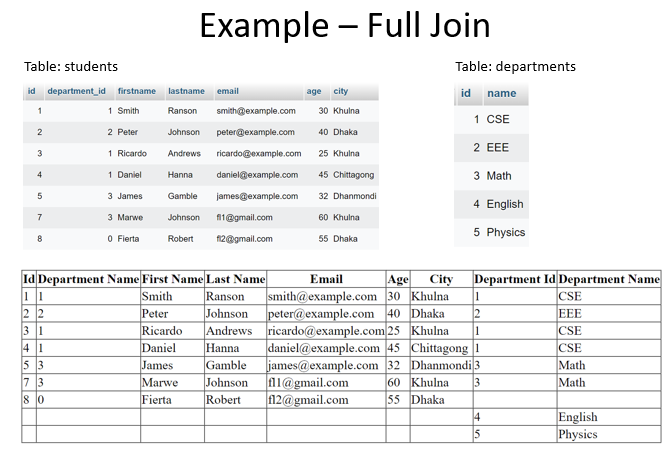 Example – Full Join
Table: students
id department_id firstname lastname email age city
1 1 Smith Ranson smith@example.com 30 Khulna
2 2 Peter Johnson peter@example.com 40 Dhaka
3 1 Ricardo Andrews ricardo@example.com 25 Khulna
4 1 Daniel Hanna daniel@example.com 45 Chittagong
5 3 James Gamble james@example.com 32 Dhanmondi
7 3 Marwe Johnson fl1@gmail.com 60 Khulna
8 0 Fierta Robert fl2@gmail.com 55 Dhaka
Table: departments
id name
1 CSE
2 EEE
3 Math
4 English
5 Physics
Id Department Name First Name Last Name Email Age City Department Id Department Name
1 1 Smith Ranson smith@example.com 30 Khulna 1 CSE
2 2 Peter Johnson peter@example.com 40 Dhaka 2 EEE
3 1 Ricardo Andrews ricardo@example.com 25 Khulna 1 CSE
4 1 Daniel Hanna daniel@example.com 45 Chittagong 1 CSE
5 3 James Gamble james@example.com 32 Dhanmondi 3 Math
7 3 Marwe Johnson fl1@gmail.com 60 Khulna 3 Math
8 0 Fierta Robert fl2@gmail.com 55 Dhaka
4 English
5 Physics